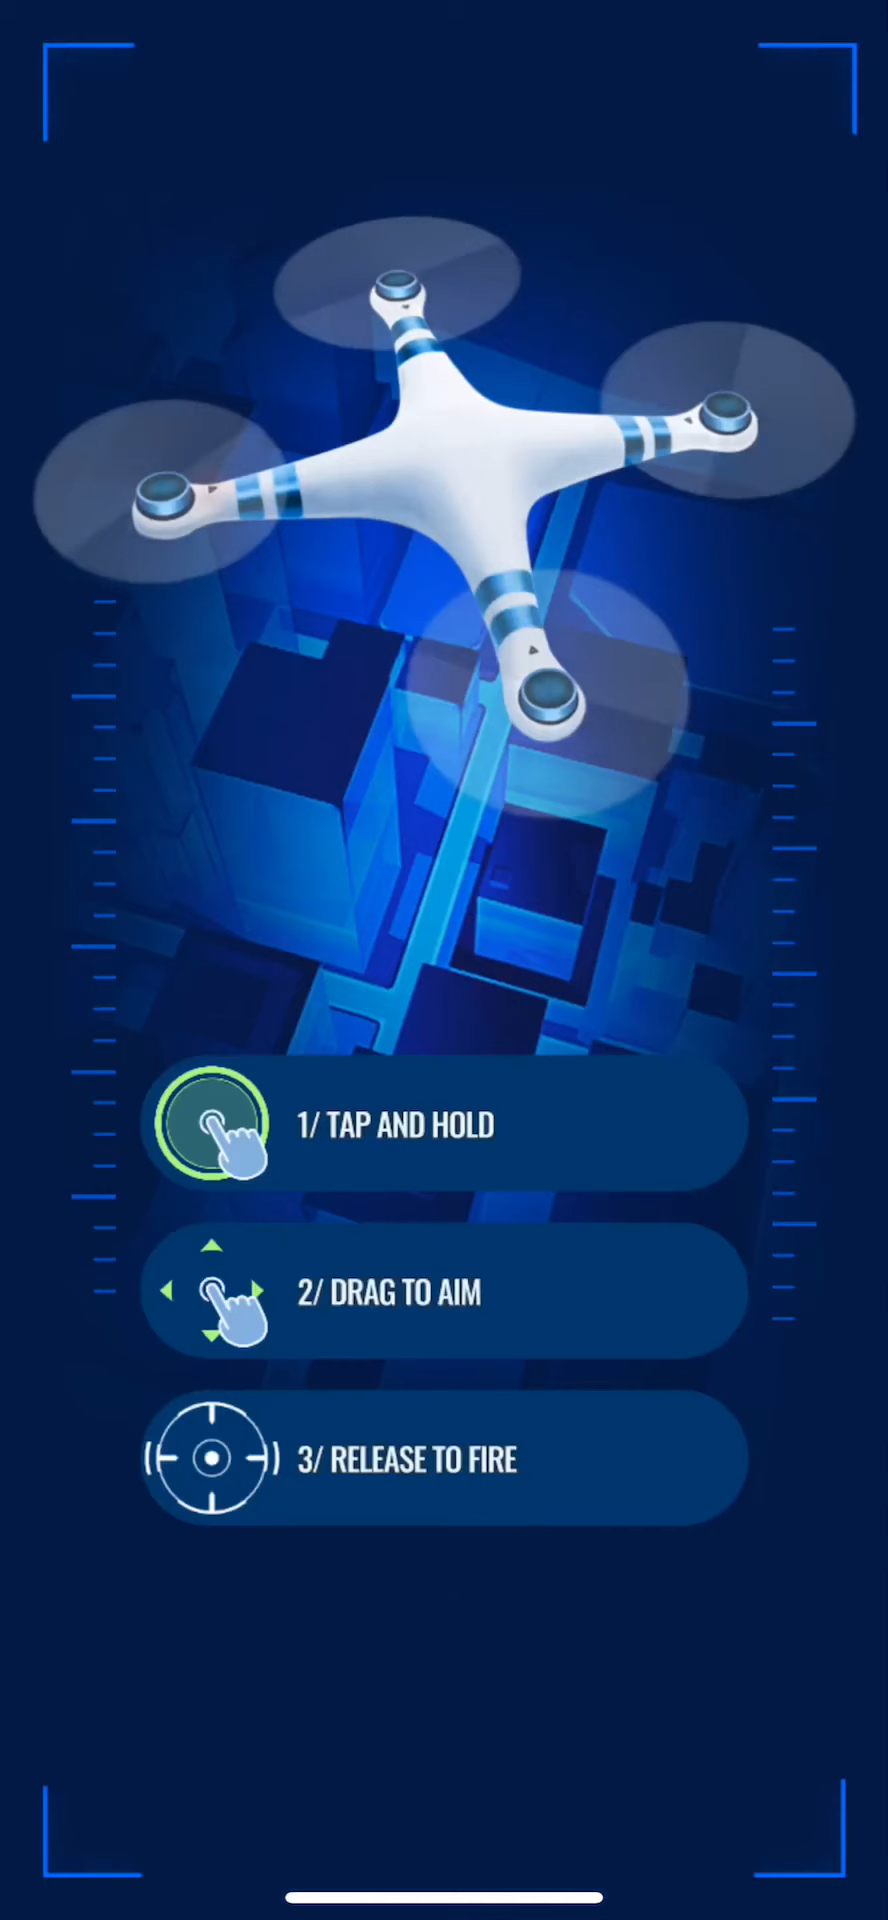 1/ TAP AND HOLD
2/ DRAG TO AIM
3/ RELEASE TO FIRE